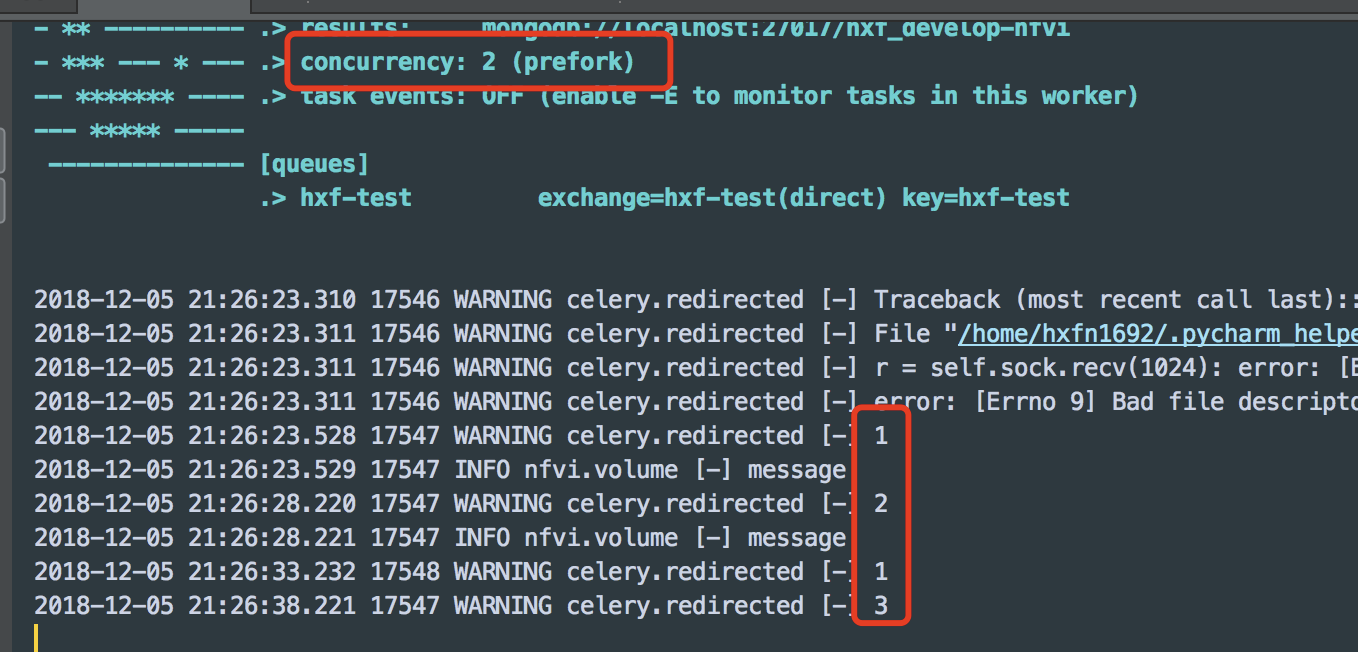 - ** ---------- .> results:     mongodb://localhost:27017/hxf_develop-nfvi
- *** --- * --- .> concurrency: 2 (prefork)
-- ******* ---- .> task events: OFF (enable -E to monitor tasks in this worker)
--- ***** -----
 -------------- [queues]
                .> hxf-test         exchange=hxf-test(direct) key=hxf-test
2018-12-05 21:26:23.310 17546 WARNING celery.redirected [-] Traceback (most recent call last)::
2018-12-05 21:26:23.311 17546 WARNING celery.redirected [-] File "/home/hxfn1692/.pycharm_helpe
2018-12-05 21:26:23.311 17546 WARNING celery.redirected [-] r = self.sock.recv(1024): error: [E
2018-12-05 21:26:23.311 17546 WARNING celery.redirected [-] error: [Errno 9] Bad file descripto
2018-12-05 21:26:23.528 17547 WARNING celery.redirected [-] 1
2018-12-05 21:26:23.529 17547 INFO nfvi.volume [-] message
2018-12-05 21:26:28.220 17547 WARNING celery.redirected [-] 2
2018-12-05 21:26:28.221 17547 INFO nfvi.volume [-] message
2018-12-05 21:26:33.232 17548 WARNING celery.redirected [-] 1
2018-12-05 21:26:38.221 17547 WARNING celery.redirected [-] 3